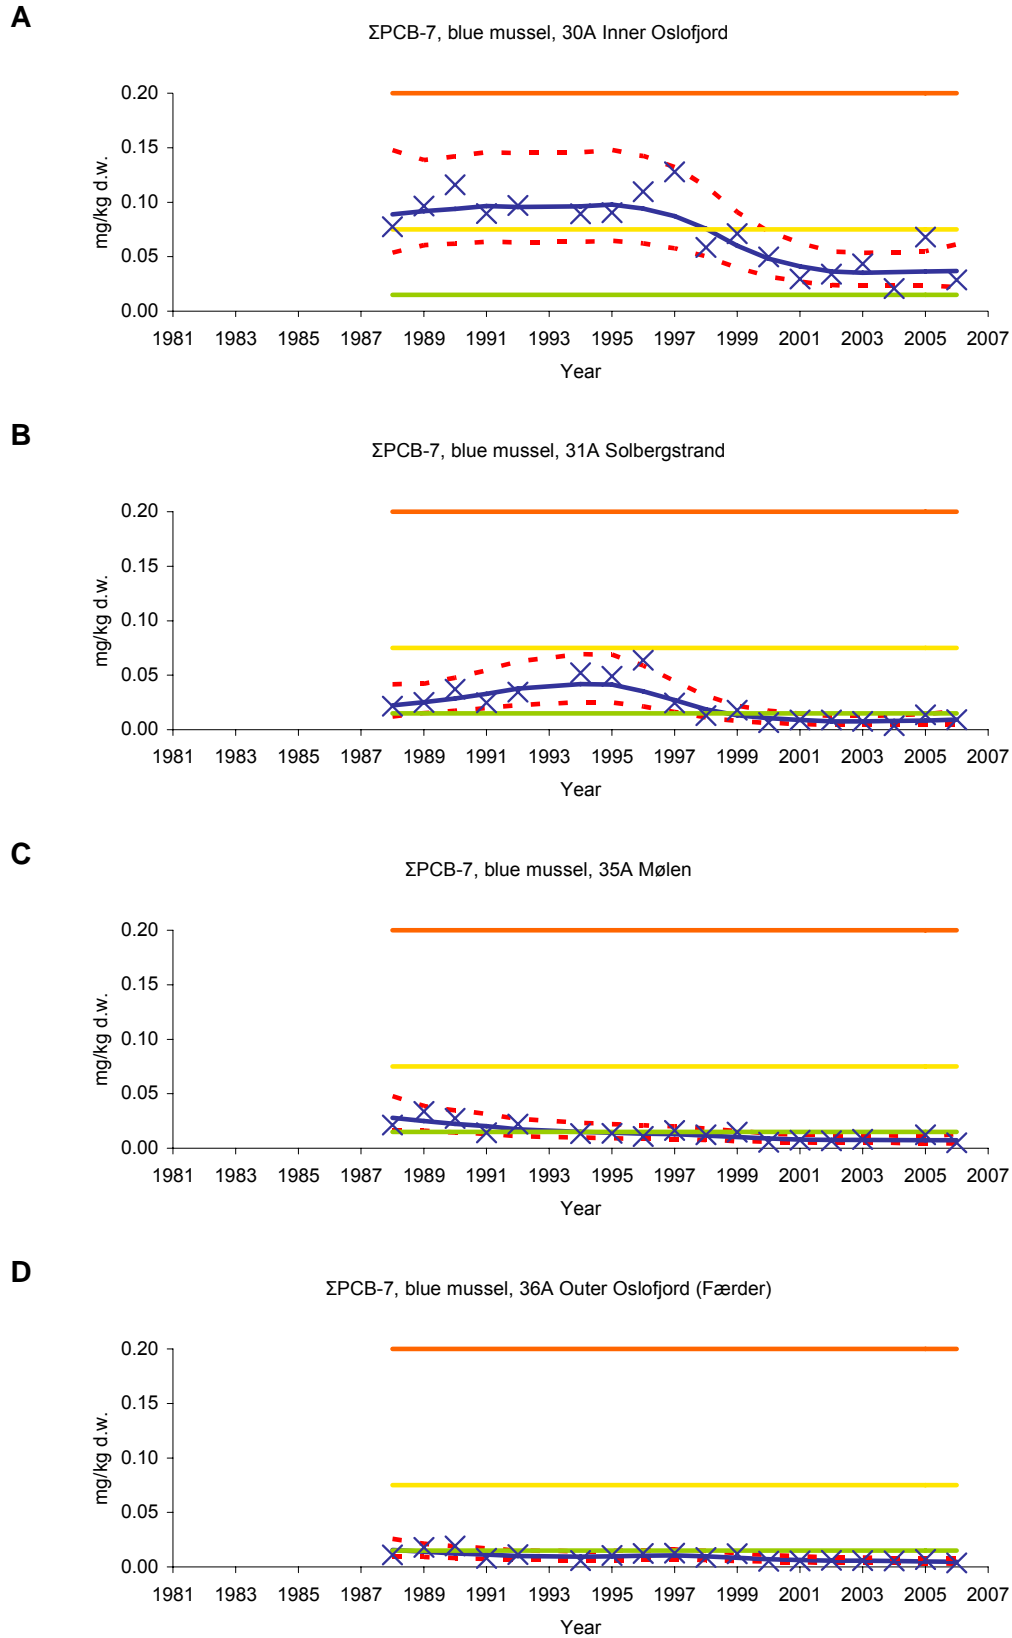 A
ΣPCB-7, blue mussel, 30A Inner Oslofjord
mg/kg d.w.
0.20
0.15
0.10
0.05
0.00
1981 1983 1985 1987 1989 1991 1993 1995 1997 1999 2001 2003 2005 2007
Year
B
ΣPCB-7, blue mussel, 31A Solbergstrand
mg/kg d.w.
0.20
0.15
0.10
0.05
0.00
1981 1983 1985 1987 1989 1991 1993 1995 1997 1999 2001 2003 2005 2007
Year
C
ΣPCB-7, blue mussel, 35A Mølen
mg/kg d.w.
0.20
0.15
0.10
0.05
0.00
1981 1983 1985 1987 1989 1991 1993 1995 1997 1999 2001 2003 2005 2007
Year
D
ΣPCB-7, blue mussel, 36A Outer Oslofjord (Færder)
mg/kg d.w.
0.20
0.15
0.10
0.05
0.00
1981 1983 1985 1987 1989 1991 1993 1995 1997 1999 2001 2003 2005 2007
Year